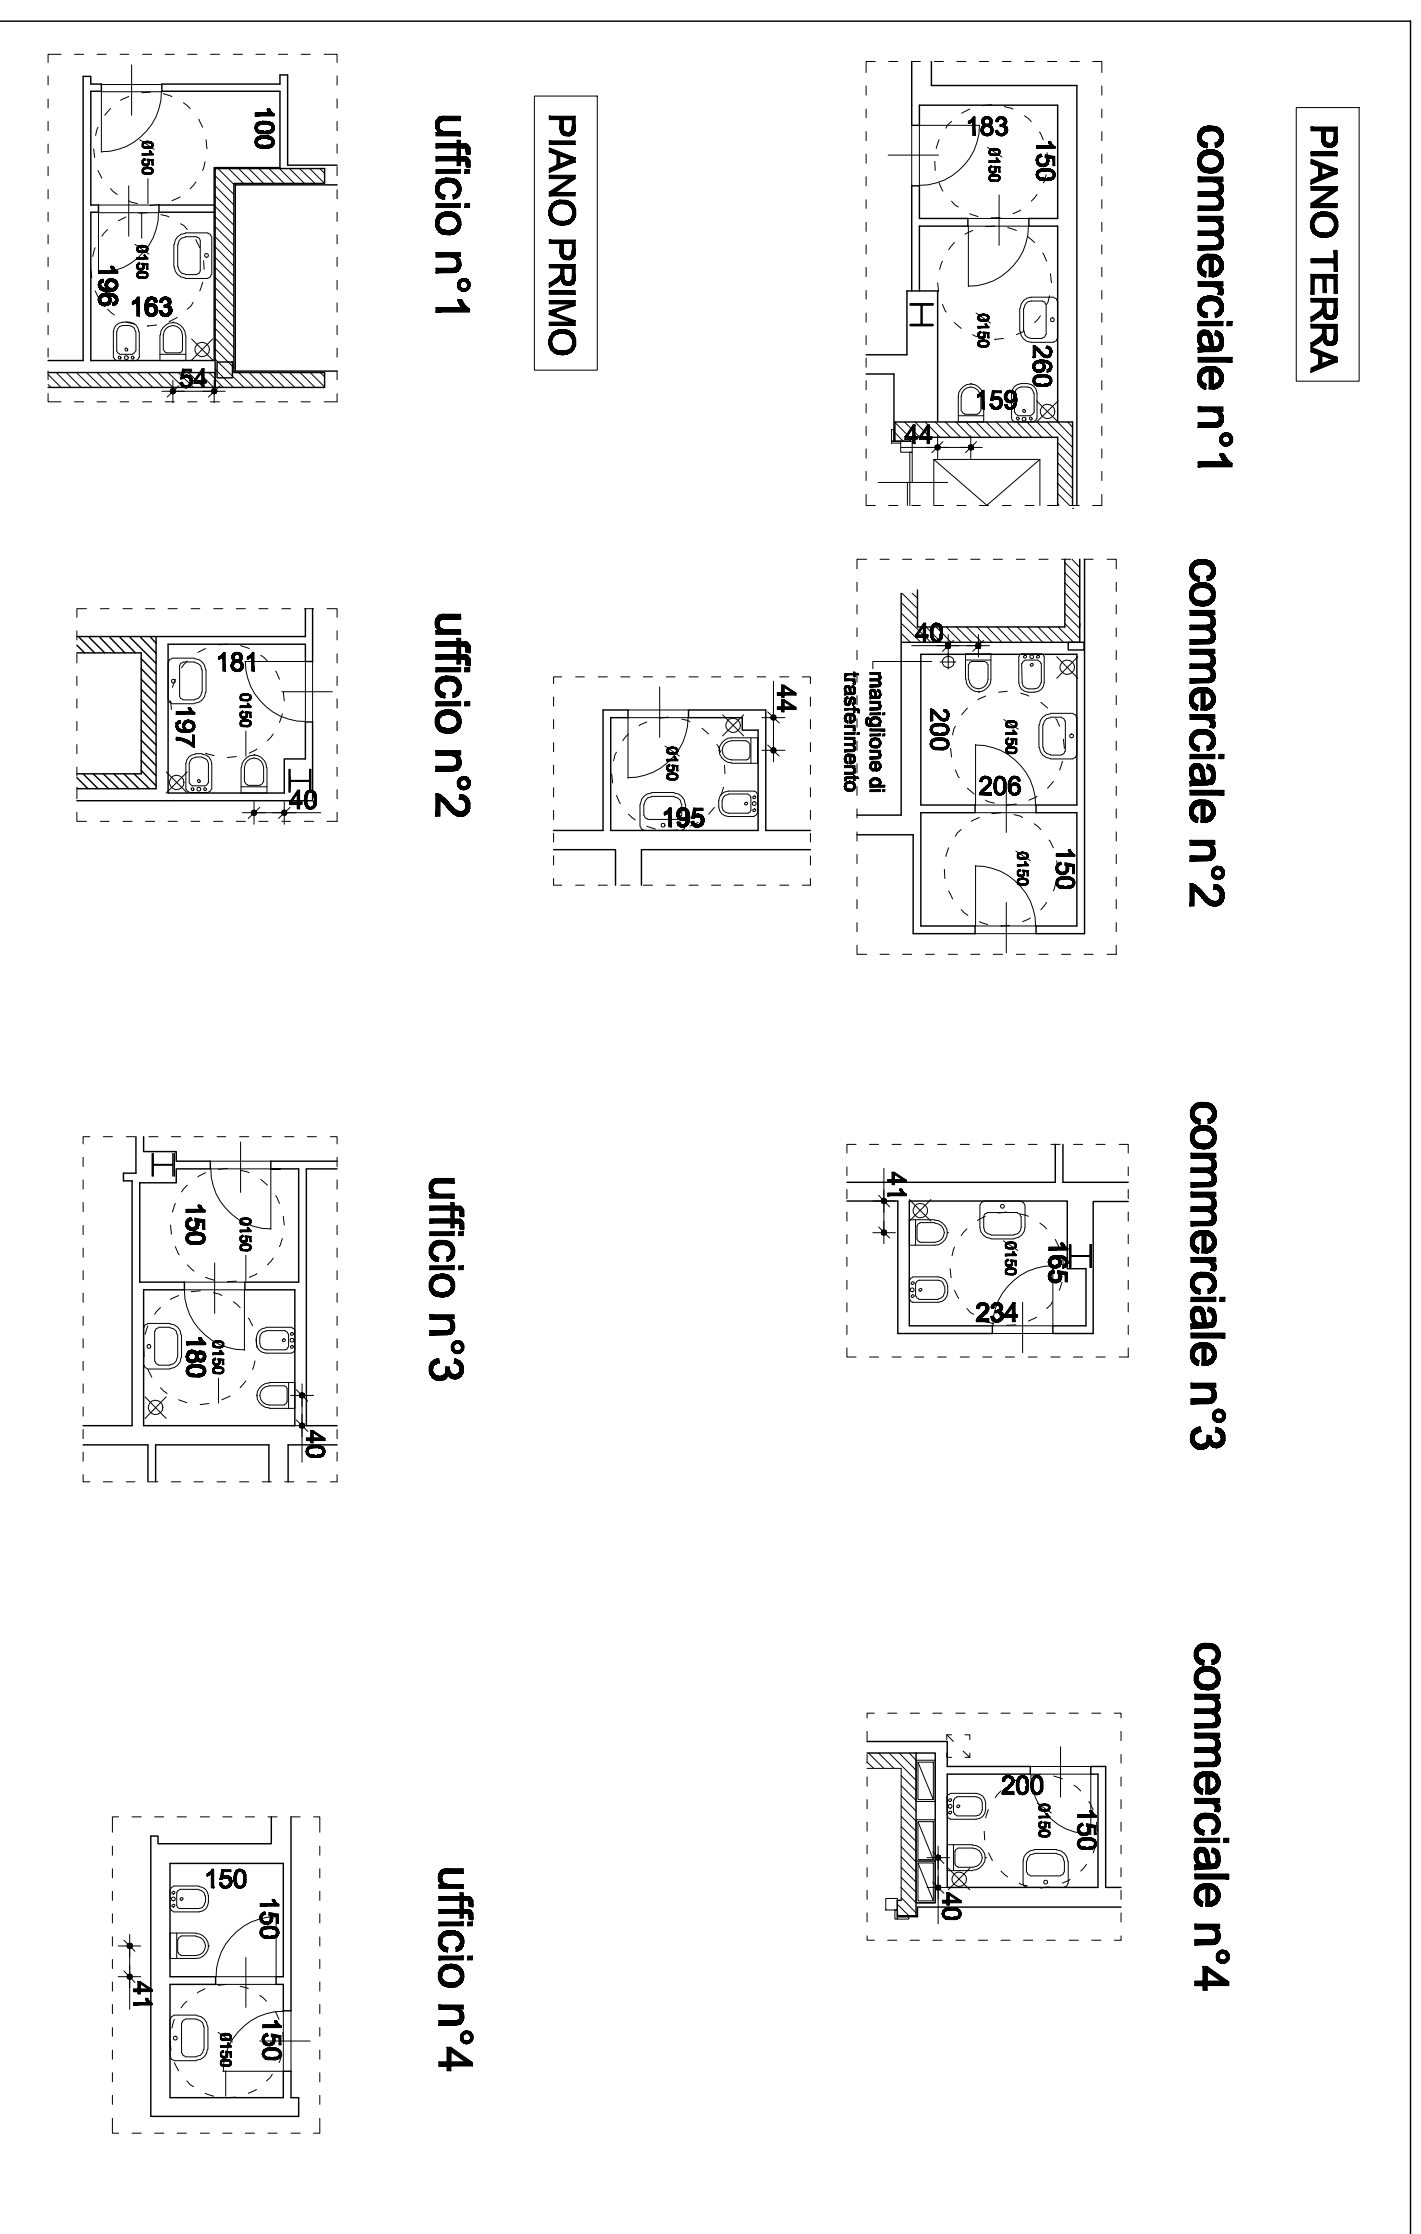 PIANO TERRA
commerciale n°1
183
150
Ø150
Ø150
260
159
44
commerciale n°2
40
maniglione di
trasferimento
200
Ø150
206
150
Ø150
44
Ø150
195
commerciale n°3
41
165
Ø150
234
commerciale n°4
200
150
Ø150
40
PIANO PRIMO
ufficio n°1
100
Ø150
Ø150
196
163
54
ufficio n°2
181
Ø150
197
40
ufficio n°3
150
Ø150
180
Ø150
40
ufficio n°4
150
150
41
Ø150
150